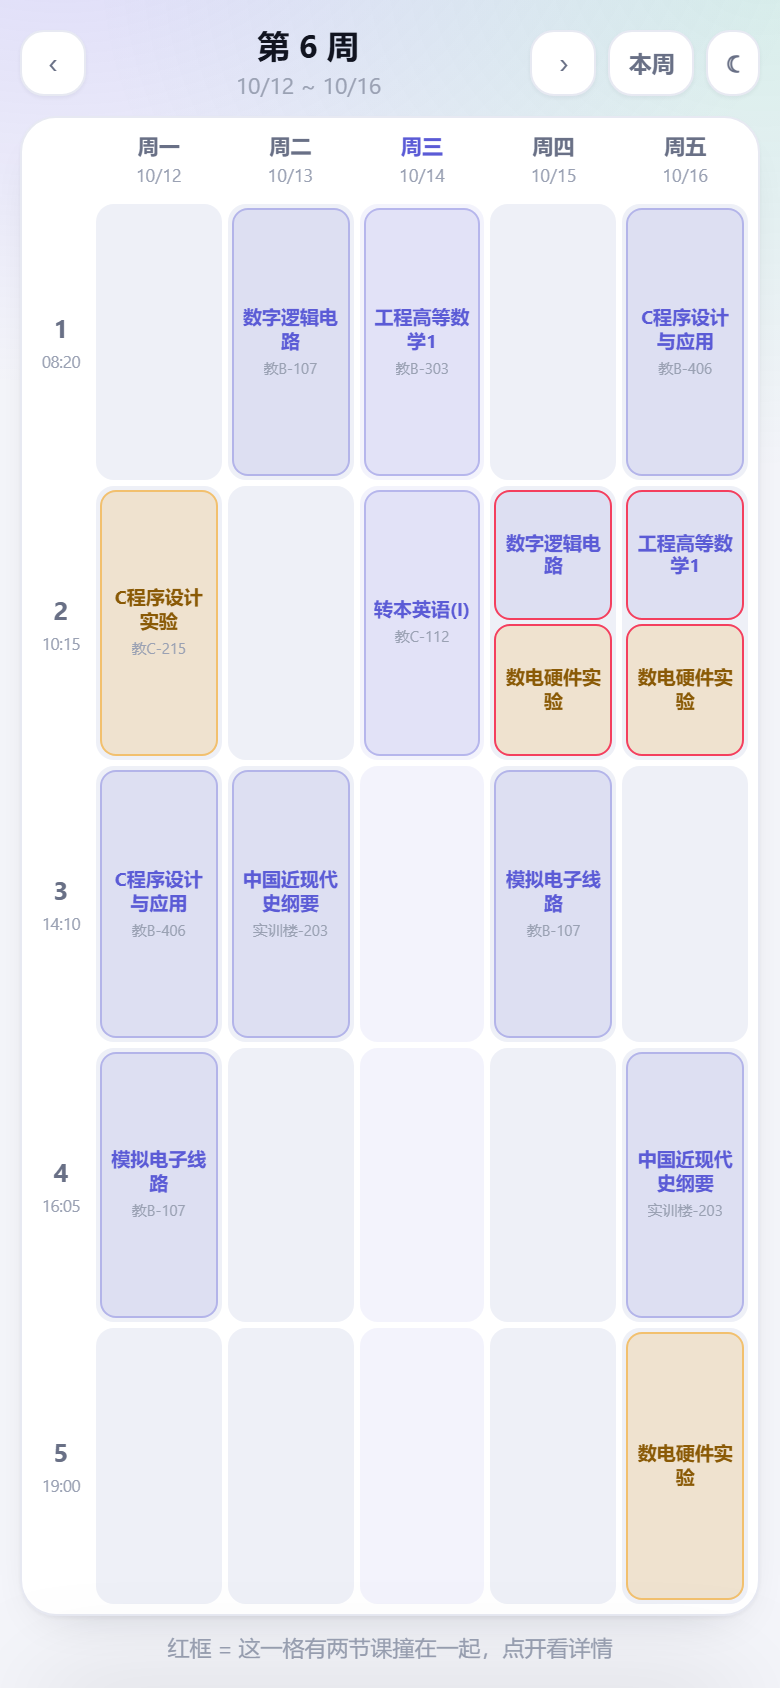 ‹
第 6 周
10/12 ~ 10/16
›
本周
周一
10/12
周二
10/13
周三
10/14
周四
10/15
周五
10/16
1
08:20
数字逻辑电
路
教B-107
工程高等数
学1
教B-303
C程序设计
与应用
教B-406
2
10:15
C程序设计
实验
教C-215
转本英语(I)
教C-112
数字逻辑电
路
数电硬件实
验
工程高等数
学1
数电硬件实
验
3
14:10
C程序设计
与应用
教B-406
中国近现代
史纲要
实训楼-203
模拟电子线
路
教B-107
4
16:05
模拟电子线
路
教B-107
中国近现代
史纲要
实训楼-203
5
19:00
数电硬件实
验
红框 = 这一格有两节课撞在一起，点开看详情